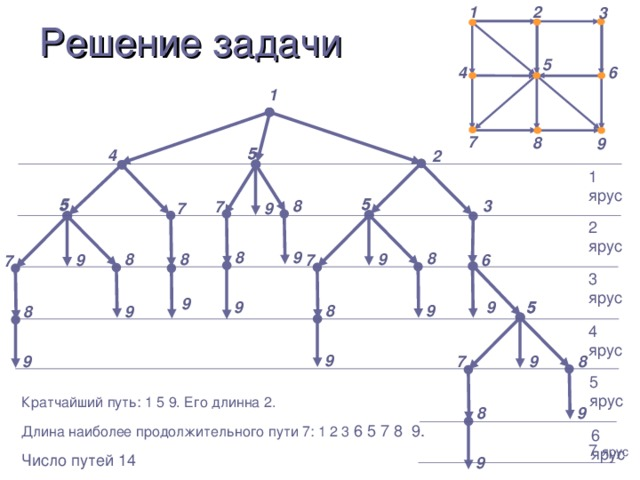 Решение задачи
1 2 3
4 5 6
7 8 9
1
4 5 2
1
ярус
5 7 7 9 8 5 3
2
ярус
7 9 8 8 8 9 7 9 8 6
3
ярус
8 9 9 9 8 9 9 5
4
ярус
9 9 7 9 8
5
ярус
Кратчайший путь: 1 5 9. Его длинна 2.
8 9
Длина наиболее продолжительного пути 7: 1 2 3 6 5 7 8 9.
6
ярус
7 ярус
Число путей 14
9